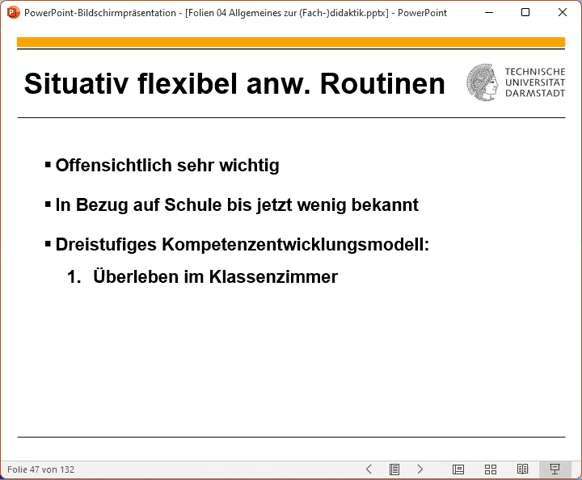 PowerPoint-Bildschirmpräsentation - [Folien 04 Allgemeines zur (Fach-)didaktik.pptx] - PowerPoint
Situativ flexibel anw. Routinen
TECHNISCHE
UNIVERSITÄT
DARMSTADT
▪ Offensichtlich sehr wichtig
▪ In Bezug auf Schule bis jetzt wenig bekannt
▪ Dreistufiges Kompetenzentwicklungsmodell:
1. Überleben im Klassenzimmer
Folie 47 von 132